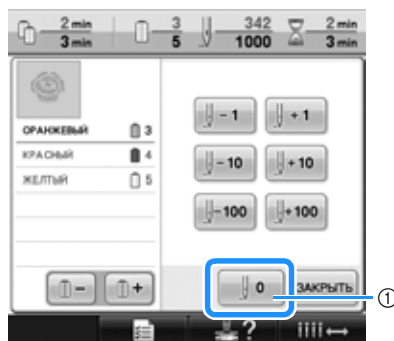 2 min 3 342 2 min
3 min 5 1000 3 min
- 1 + 1
ОРАНЖЕВЫЙ 3
КРАСНЫЙ 4
- 10 + 10
ЖЕЛТЫЙ 5
-100 +100
- + 0 ЗАКРЫТЬ ①
?